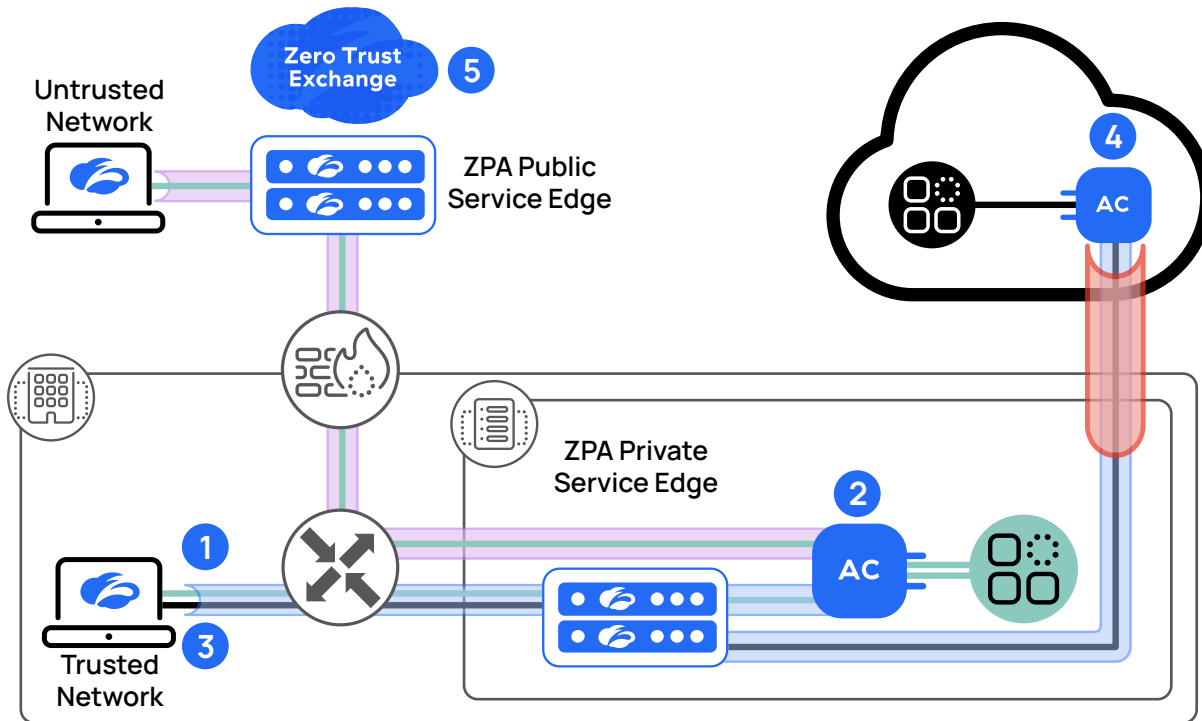 Zero Trust
Exchange
5
Untrusted
Network
ZPA Public
Service Edge
4
AC
ZPA Private
Service Edge
2
1
AC
3
Trusted
Network